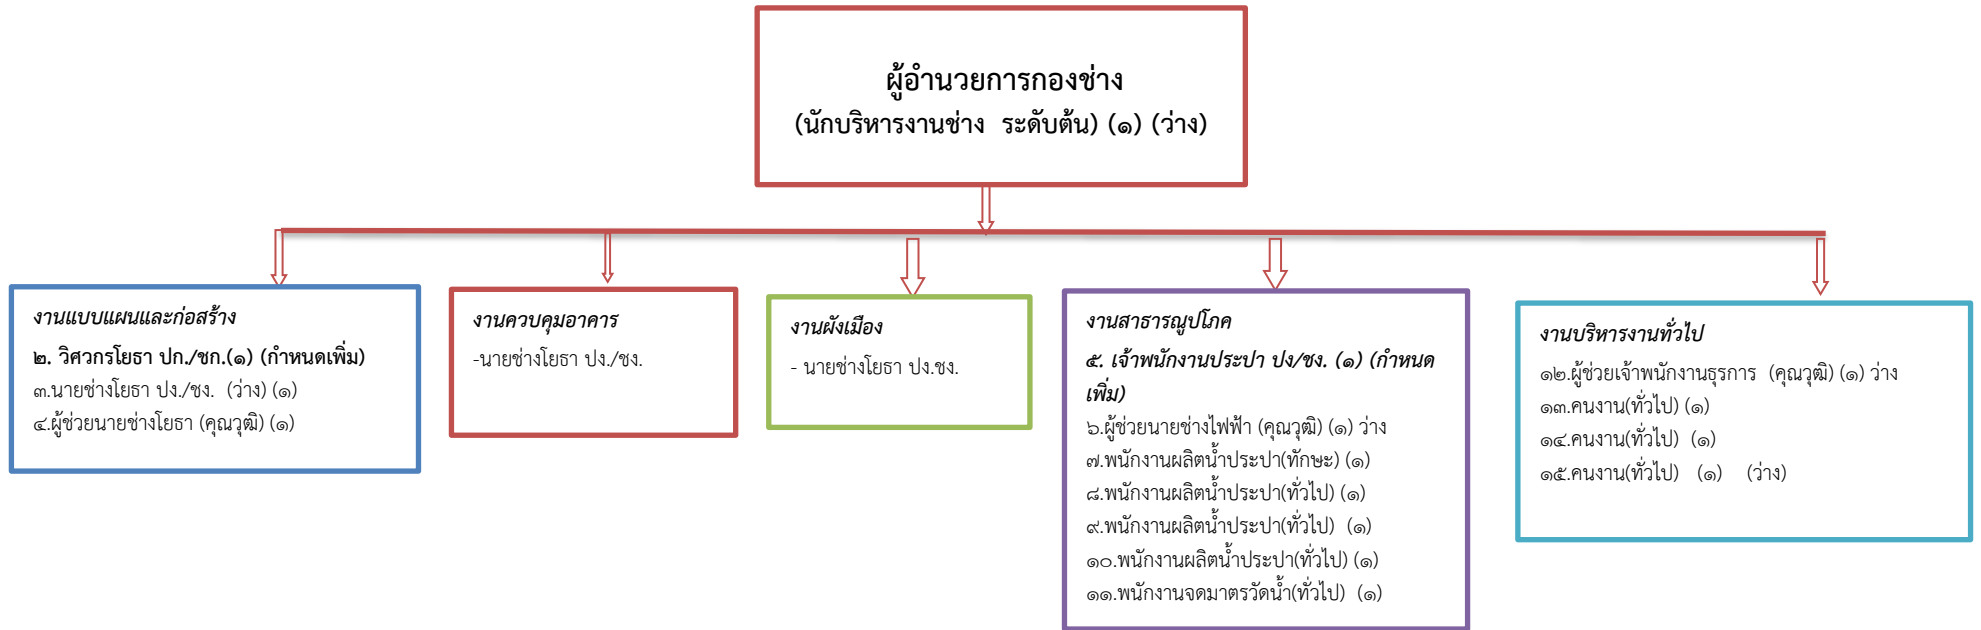 ผู้อำนวยการกองช่าง
(นักบริหารงานช่าง ระดับต้น) (๑) (ว่าง)
งานแบบแผนและก่อสร้าง
๒. วิศวกรโยธา ปก./ชก.(๑) (กำหนดเพิ่ม)
๓.นายช่างโยธา ปง./ชง. (ว่าง) (๑)
๔.ผู้ช่วยนายช่างโยธา (คุณวุฒิ) (๑)
งานควบคุมอาคาร
-นายช่างโยธา ปง./ชง.
งานผังเมือง
- นายช่างโยธา ปง.ชง.
งานสาธารณูปโภค
๕. เจ้าพนักงานประปา ปง/ชง. (๑) (กำหนด
เพิ่ม)
๖.ผู้ช่วยนายช่างไฟฟ้า (คุณวุฒิ) (๑) ว่าง
๗.พนักงานผลิตน้ำประปา(ทักษะ) (๑)
๘.พนักงานผลิตน้ำประปา(ทั่วไป) (๑)
๙.พนักงานผลิตน้ำประปา(ทั่วไป) (๑)
๑๐.พนักงานผลิตน้ำประปา(ทั่วไป) (๑)
๑๑.พนักงานจดมาตรวัดน้ำ(ทั่วไป) (๑)
งานบริหารงานทั่วไป
๑๒.ผู้ช่วยเจ้าพนักงานธุรการ (คุณวุฒิ) (๑) ว่าง
๑๓.คนงาน(ทั่วไป) (๑)
๑๔.คนงาน(ทั่วไป) (๑)
๑๕.คนงาน(ทั่วไป) (๑) (ว่าง)